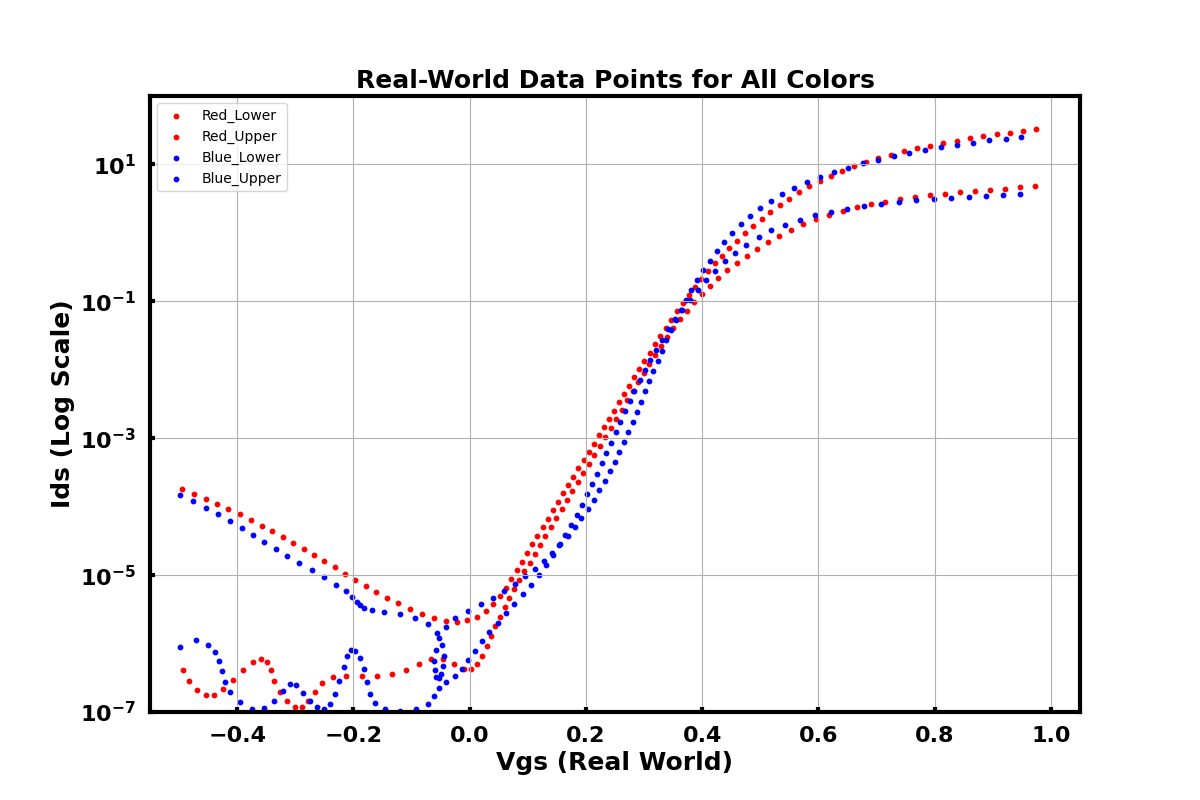 Real-World Data Points for All Colors
Red_Lower
Red_Upper
Blue_Lower
Blue_Upper
Ids (Log Scale)
10¹
10⁻¹
10⁻³
10⁻⁵
10⁻⁷
−0.4 −0.2 0.0 0.2 0.4 0.6 0.8 1.0
Vgs (Real World)